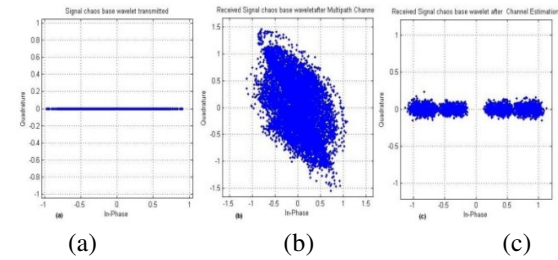 Signal chaos base wavelet transmitted
Quadrature
1
0.8
0.6
0.4
0.2
0
-0.2
-0.4
-0.6
-0.8
-1
-1
-0.5
0
0.5
1
In-Phase
(a)
Received Signal chaos base waveletafter Multipath Channe
Quadrature
1.5
1
0.5
0
-0.5
-1
-1.5
-1.5
-1
-0.5
0
0.5
1
1.5
In-Phase
(b)
Received Signal chaos base wavelet after Channel Estimation
Quadrature
1
0.5
0
-0.5
-1
-1
-0.5
0
0.5
1
In-Phase
(c)
(a)
(b)
(c)